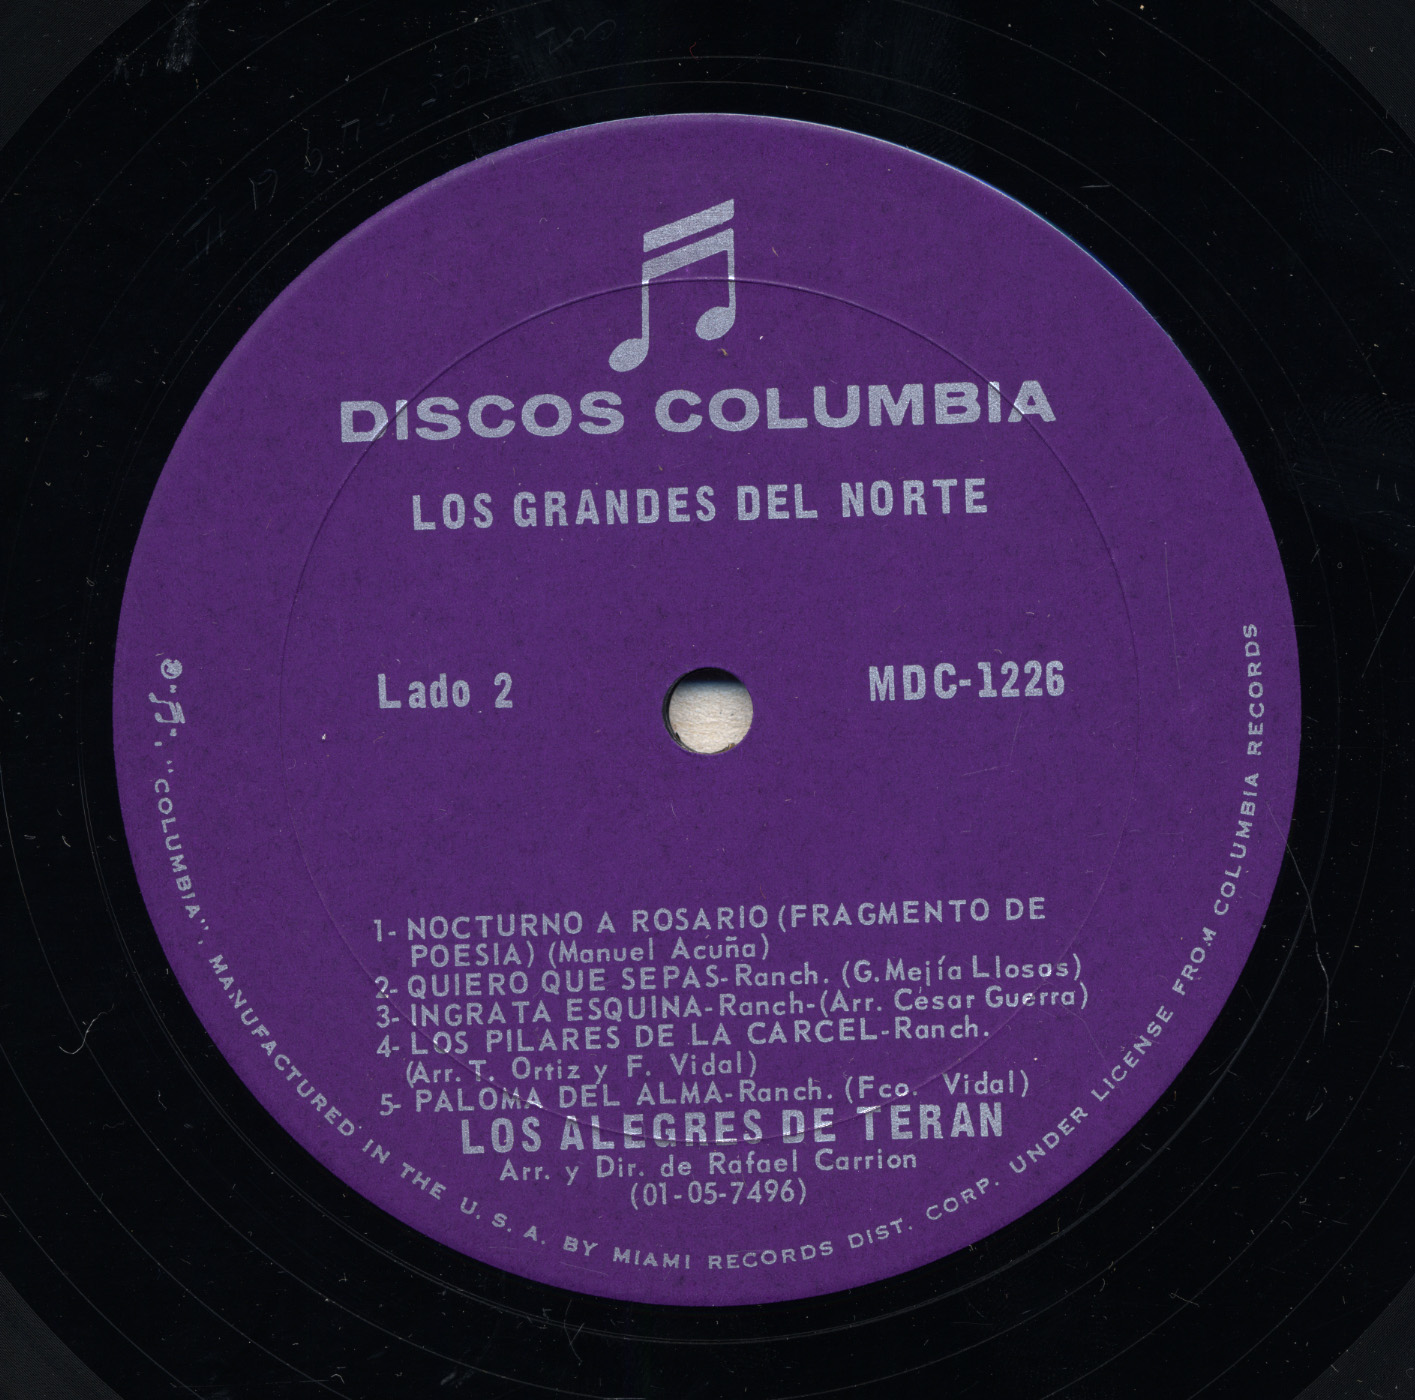 DISCOS COLUMBIA
LOS GRANDES DEL NORTE
Lado 2
MDC-1226
1- NOCTURNO A ROSARIO (FRAGMENTO DE
POESIA) (Manuel Acuña)
2- QUIERO QUE SEPAS-Ranch. (G.Mejía Llosas)
3- INGRATA ESQUINA-Ranch-(Arr. César Guerra)
4- LOS PILARES DE LA CARCEL-Ranch.
(Arr. T. Ortiz y F. Vidal)
5- PALOMA DEL ALMA-Ranch. (Fco. Vidal)
LOS ALEGRES DE TERAN
Arr. y Dir. de Rafael Carrion
(01-05-7496)
"COLUMBIA", MANUFACTURED IN THE U.S.A. BY MIAMI RECORDS DIST. CORP. UNDER LICENSE FROM COLUMBIA RECORDS